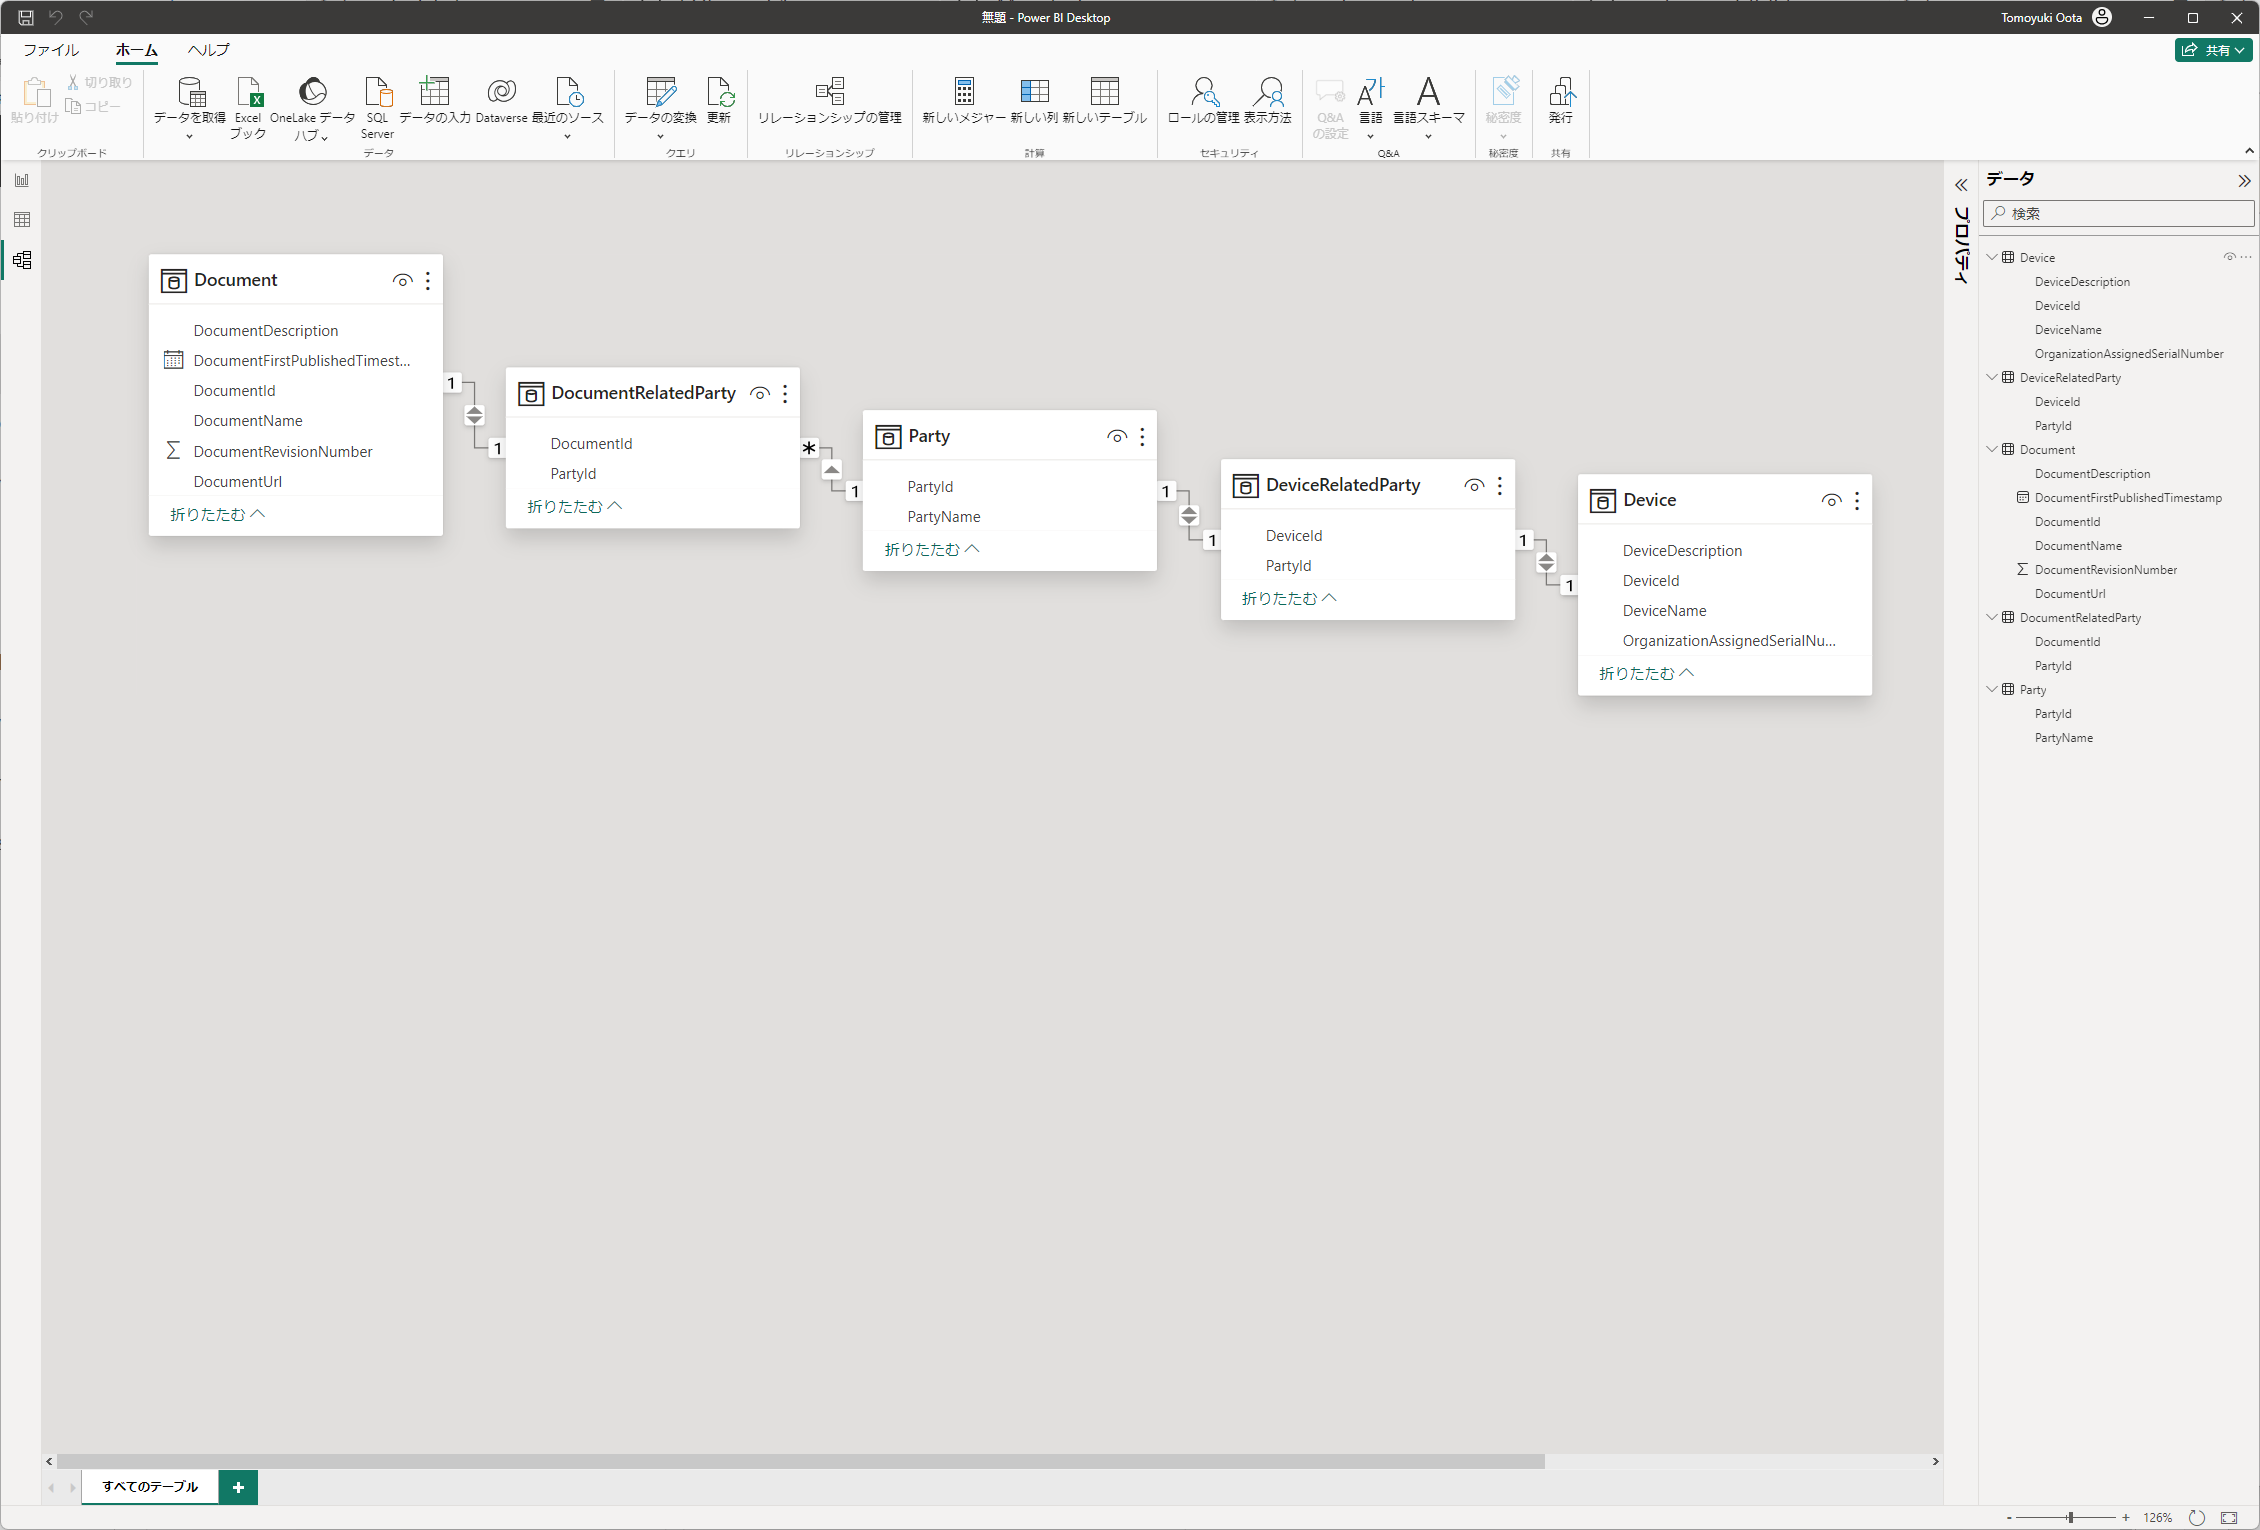 無題 - Power BI Desktop
Tomoyuki Oota
ファイル ホーム ヘルプ
共有
貼り付け
切り取り
コピー
クリップボード
データを取得
Excel ブック
OneLake データ ハブ
SQL Server
データの入力
Dataverse
最近のソース
データ
データの変換
更新
クエリ
リレーションシップの管理
リレーションシップ
新しいメジャー
新しい列
新しいテーブル
計算
ロールの管理
表示方法
セキュリティ
Q&A の設定
言語
言語スキーマ
Q&A
秘密度
秘密度
発行
共有
Document
DocumentDescription
DocumentFirstPublishedTimest...
DocumentId
DocumentName
DocumentRevisionNumber
DocumentUrl
折りたたむ
1
1
DocumentRelatedParty
DocumentId
PartyId
折りたたむ
*
1
Party
PartyId
PartyName
折りたたむ
1
1
DeviceRelatedParty
DeviceId
PartyId
折りたたむ
1
1
Device
DeviceDescription
DeviceId
DeviceName
OrganizationAssignedSerialNu...
折りたたむ
プロパティ
データ
検索
Device
DeviceDescription
DeviceId
DeviceName
OrganizationAssignedSerialNumber
DeviceRelatedParty
DeviceId
PartyId
Document
DocumentDescription
DocumentFirstPublishedTimestamp
DocumentId
DocumentName
DocumentRevisionNumber
DocumentUrl
DocumentRelatedParty
DocumentId
PartyId
Party
PartyId
PartyName
すべてのテーブル
+
- + 126%